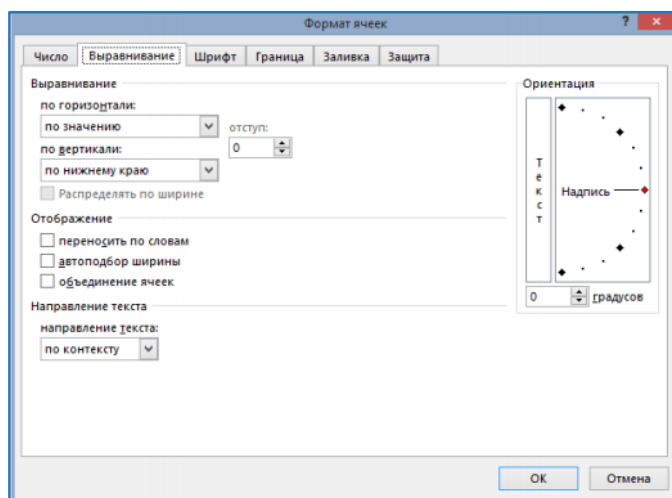 Формат ячеек
? ×
Число Выравнивание Шрифт Граница Заливка Защита
Выравнивание
по горизонтали:
по значению
отступ:
0
по вертикали:
по нижнему краю
Распределять по ширине
Отображение
переносить по словам
автоподбор ширины
объединение ячеек
Направление текста
направление текста:
по контексту
Ориентация
Текст
Надпись
0 градусов
ОК Отмена